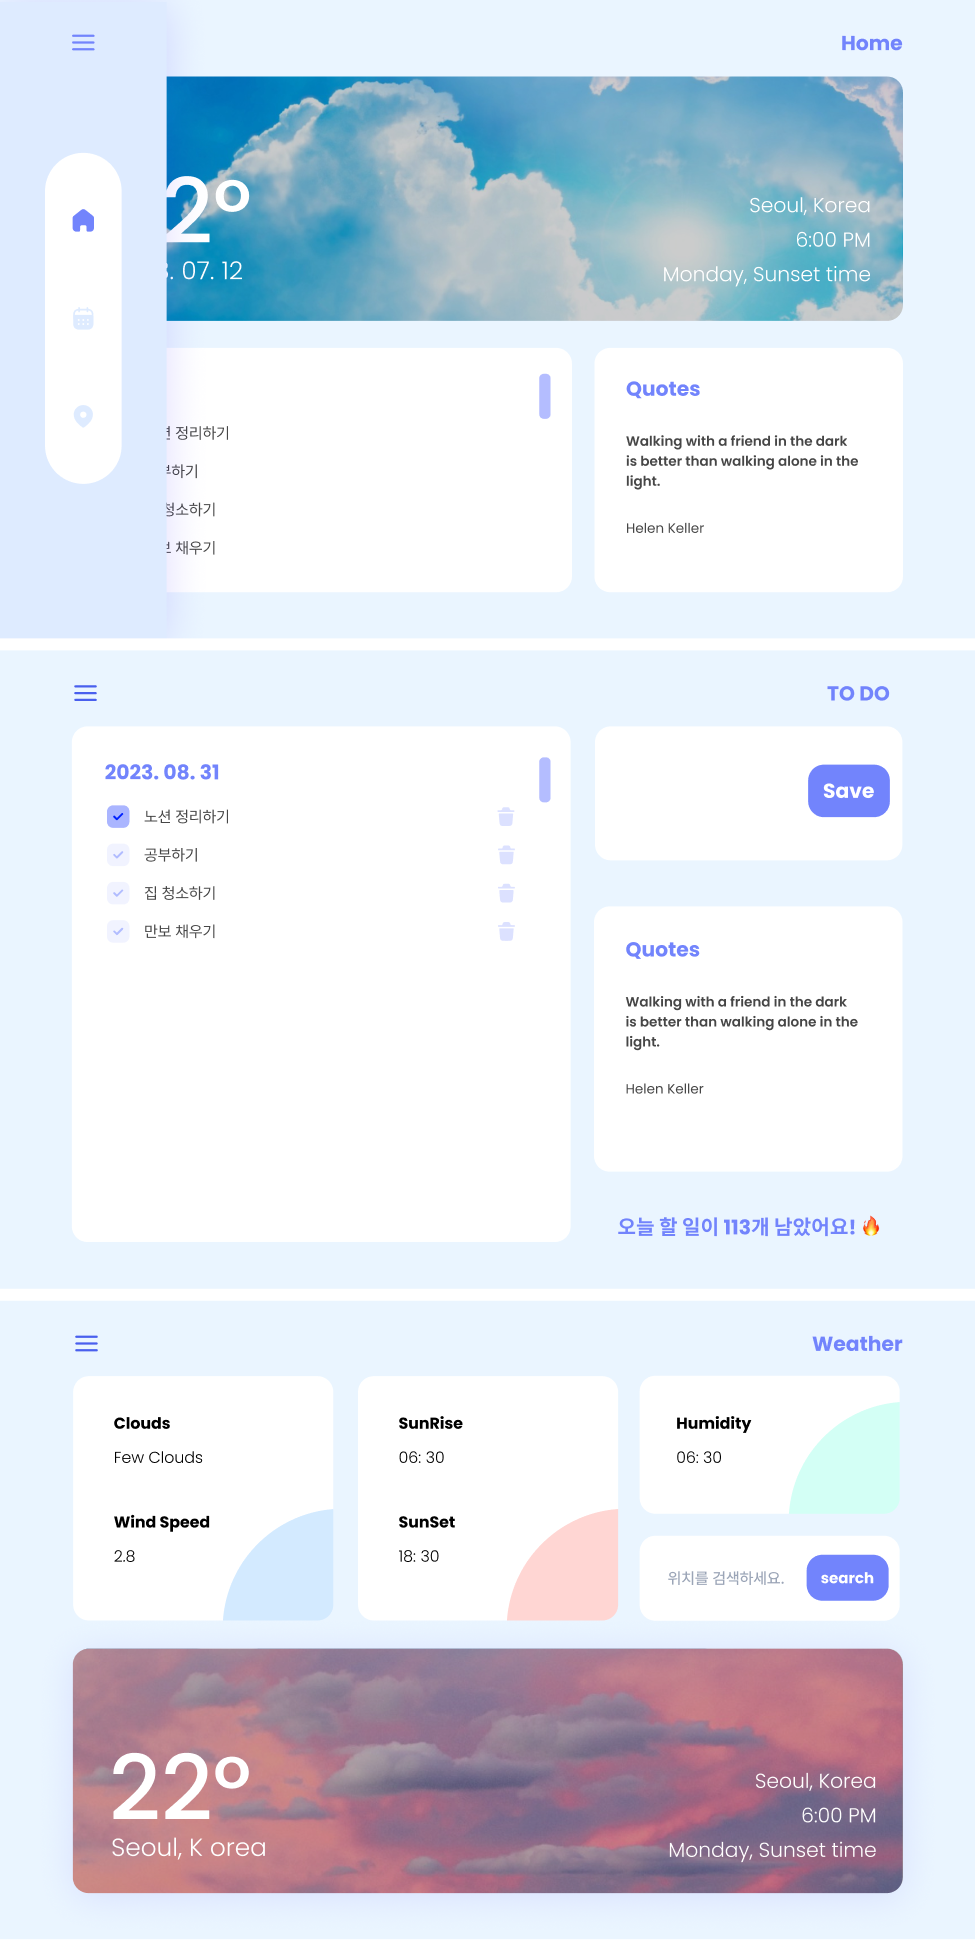 Home
2°
. 07. 12
Seoul, Korea
6:00 PM
Monday, Sunset time
정리하기
하기
청소하기
채우기
Quotes
Walking with a friend in the dark
is better than walking alone in the
light.
Helen Keller
TO DO
2023. 08. 31
노션 정리하기
공부하기
집 청소하기
만보 채우기
Save
Quotes
Walking with a friend in the dark
is better than walking alone in the
light.
Helen Keller
오늘 할 일이 113개 남았어요! 🔥
Weather
Clouds
Few Clouds
Wind Speed
2.8
SunRise
06: 30
SunSet
18: 30
Humidity
06: 30
위치를 검색하세요.
search
22°
Seoul, K orea
Seoul, Korea
6:00 PM
Monday, Sunset time